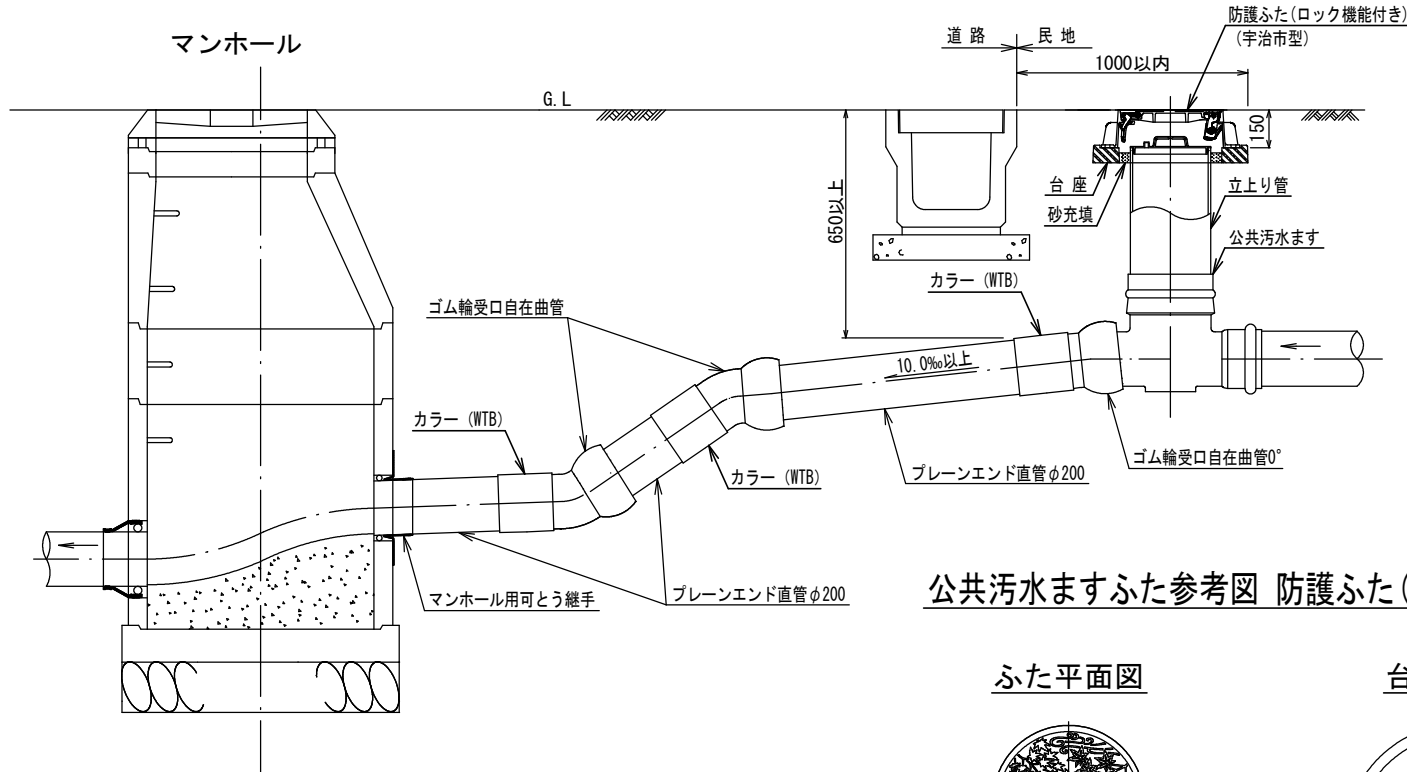 マンホール
G.L
道路
民地
1000以内
防護ふた(ロック機能付き)
(宇治市型)
150
650以上
台座
砂充填
立上り管
公共汚水ます
カラー (WTB)
ゴム輪受口自在曲管
10.0‰以上
カラー (WTB)
カラー (WTB)
ゴム輪受口自在曲管0°
プレーンエンド直管φ200
マンホール用可とう継手
プレーンエンド直管φ200
公共汚水ますふた参考図 防護ふた(
ふた平面図
台